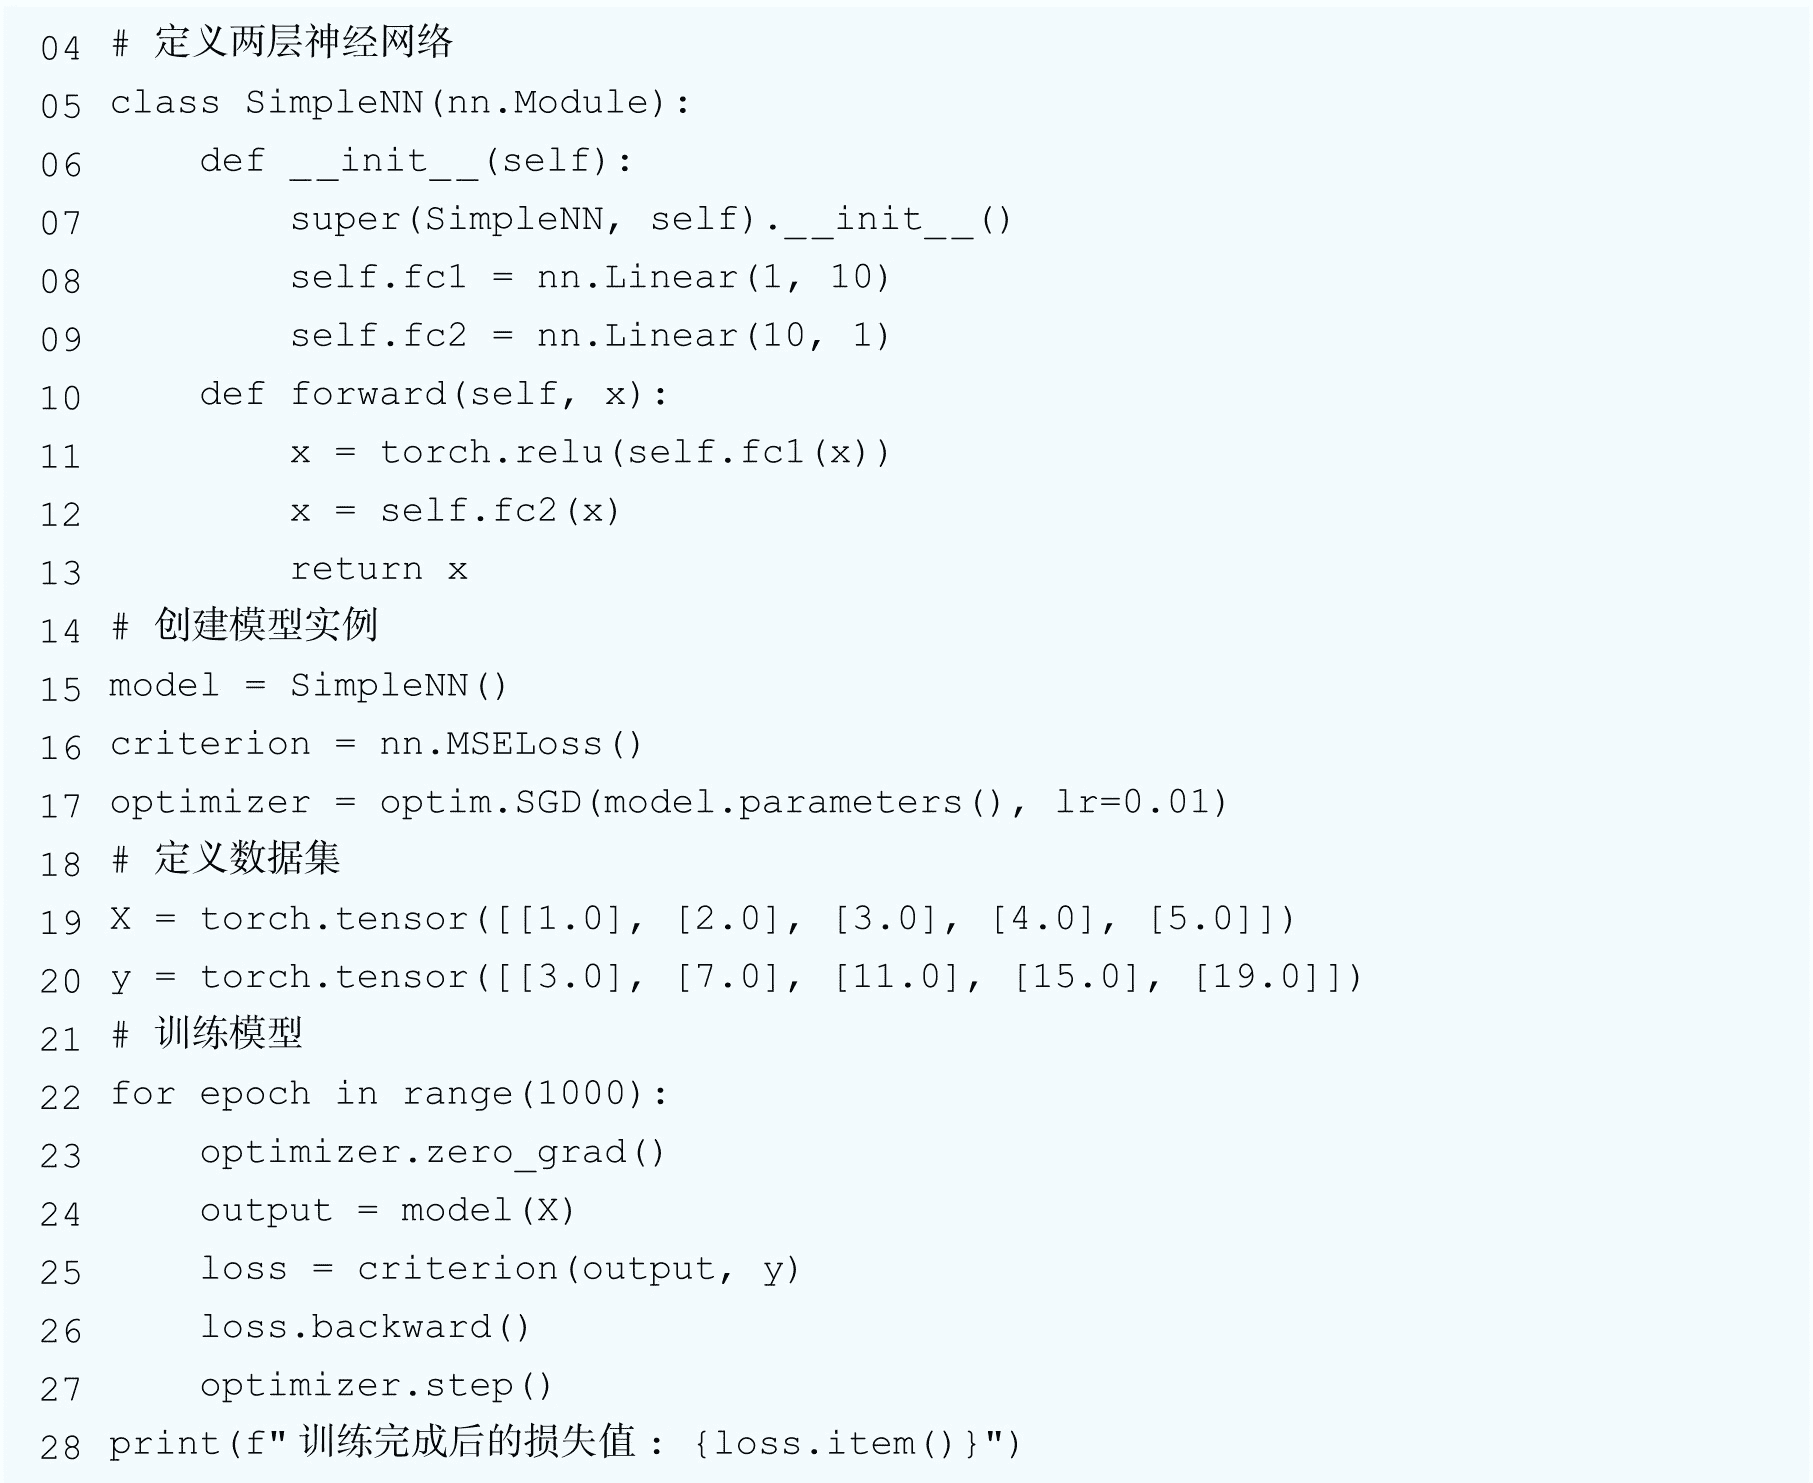 04 # 定义两层神经网络
05 class SimpleNN(nn.Module):
06     def __init__(self):
07         super(SimpleNN, self).__init__()
08         self.fc1 = nn.Linear(1, 10)
09         self.fc2 = nn.Linear(10, 1)
10     def forward(self, x):
11         x = torch.relu(self.fc1(x))
12         x = self.fc2(x)
13         return x
14 # 创建模型实例
15 model = SimpleNN()
16 criterion = nn.MSELoss()
17 optimizer = optim.SGD(model.parameters(), lr=0.01)
18 # 定义数据集
19 X = torch.tensor([[1.0], [2.0], [3.0], [4.0], [5.0]])
20 y = torch.tensor([[3.0], [7.0], [11.0], [15.0], [19.0]])
21 # 训练模型
22 for epoch in range(1000):
23     optimizer.zero_grad()
24     output = model(X)
25     loss = criterion(output, y)
26     loss.backward()
27     optimizer.step()
28 print(f"训练完成后的损失值: {loss.item()}")